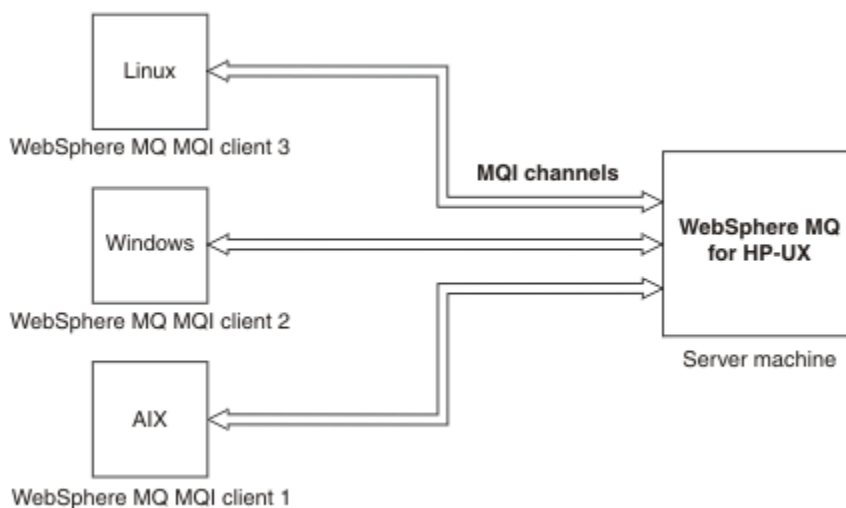 Linux
WebSphere MQ MQI client 3
MQI channels
WebSphere MQ
for HP-UX
Windows
WebSphere MQ MQI client 2
Server machine
AIX
WebSphere MQ MQI client 1